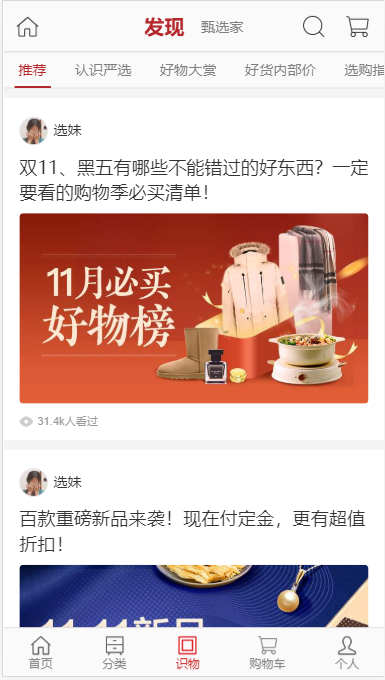 发现 甄选家
推荐 认识严选 好物大赏 好货内部价 选购指
选妹
双11、黑五有哪些不能错过的好东西？一定
要看的购物季必买清单！
11月必买
好物榜
31.4k人看过
选妹
百款重磅新品来袭！现在付定金，更有超值
折扣！
11.11新品
首页 分类 识物 购物车 个人